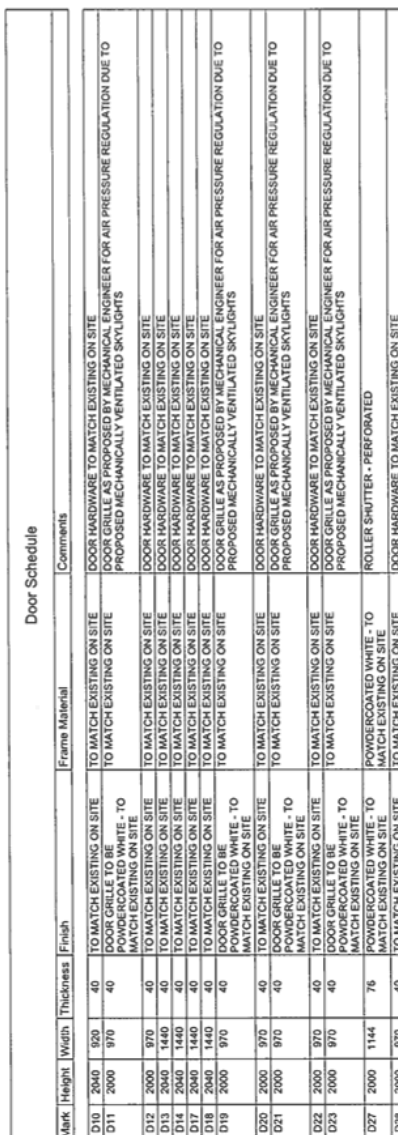 Door Schedule
Mark Height Width Thickness Finish Frame Material Comments
D10 2040 920 40 TO MATCH EXISTING ON SITE TO MATCH EXISTING ON SITE DOOR HARDWARE TO MATCH EXISTING ON SITE
D11 2000 970 40 DOOR GRILLE TO BE TO MATCH EXISTING ON SITE DOOR GRILLE AS PROPOSED BY MECHANICAL ENGINEER FOR AIR PRESSURE REGULATION DUE TO
POWDERCOATED WHITE - TO PROPOSED MECHANICALLY VENTILATED SKYLIGHTS
MATCH EXISTING ON SITE
D12 2000 970 40 TO MATCH EXISTING ON SITE TO MATCH EXISTING ON SITE DOOR HARDWARE TO MATCH EXISTING ON SITE
D13 2040 1440 40 TO MATCH EXISTING ON SITE TO MATCH EXISTING ON SITE DOOR HARDWARE TO MATCH EXISTING ON SITE
D14 2040 1440 40 TO MATCH EXISTING ON SITE TO MATCH EXISTING ON SITE DOOR HARDWARE TO MATCH EXISTING ON SITE
D17 2040 1440 40 TO MATCH EXISTING ON SITE TO MATCH EXISTING ON SITE DOOR HARDWARE TO MATCH EXISTING ON SITE
D18 2040 1440 40 TO MATCH EXISTING ON SITE TO MATCH EXISTING ON SITE DOOR HARDWARE TO MATCH EXISTING ON SITE
D19 2000 970 40 DOOR GRILLE TO BE TO MATCH EXISTING ON SITE DOOR GRILLE AS PROPOSED BY MECHANICAL ENGINEER FOR AIR PRESSURE REGULATION DUE TO
POWDERCOATED WHITE - TO PROPOSED MECHANICALLY VENTILATED SKYLIGHTS
MATCH EXISTING ON SITE
D20 2000 970 40 TO MATCH EXISTING ON SITE TO MATCH EXISTING ON SITE DOOR HARDWARE TO MATCH EXISTING ON SITE
D21 2000 970 40 DOOR GRILLE TO BE TO MATCH EXISTING ON SITE DOOR GRILLE AS PROPOSED BY MECHANICAL ENGINEER FOR AIR PRESSURE REGULATION DUE TO
POWDERCOATED WHITE - TO PROPOSED MECHANICALLY VENTILATED SKYLIGHTS
MATCH EXISTING ON SITE
D22 2000 970 40 TO MATCH EXISTING ON SITE TO MATCH EXISTING ON SITE DOOR HARDWARE TO MATCH EXISTING ON SITE
D23 2000 970 40 DOOR GRILLE TO BE TO MATCH EXISTING ON SITE DOOR GRILLE AS PROPOSED BY MECHANICAL ENGINEER FOR AIR PRESSURE REGULATION DUE TO
POWDERCOATED WHITE - TO PROPOSED MECHANICALLY VENTILATED SKYLIGHTS
MATCH EXISTING ON SITE
D27 2000 1144 76 POWDERCOATED WHITE - TO POWDERCOATED WHITE - TO ROLLER SHUTTER - PERFORATED
MATCH EXISTING ON SITE MATCH EXISTING ON SITE
D28 2000 970 40 TO MATCH EXISTING ON SITE TO MATCH EXISTING ON SITE DOOR HARDWARE TO MATCH EXISTING ON SITE